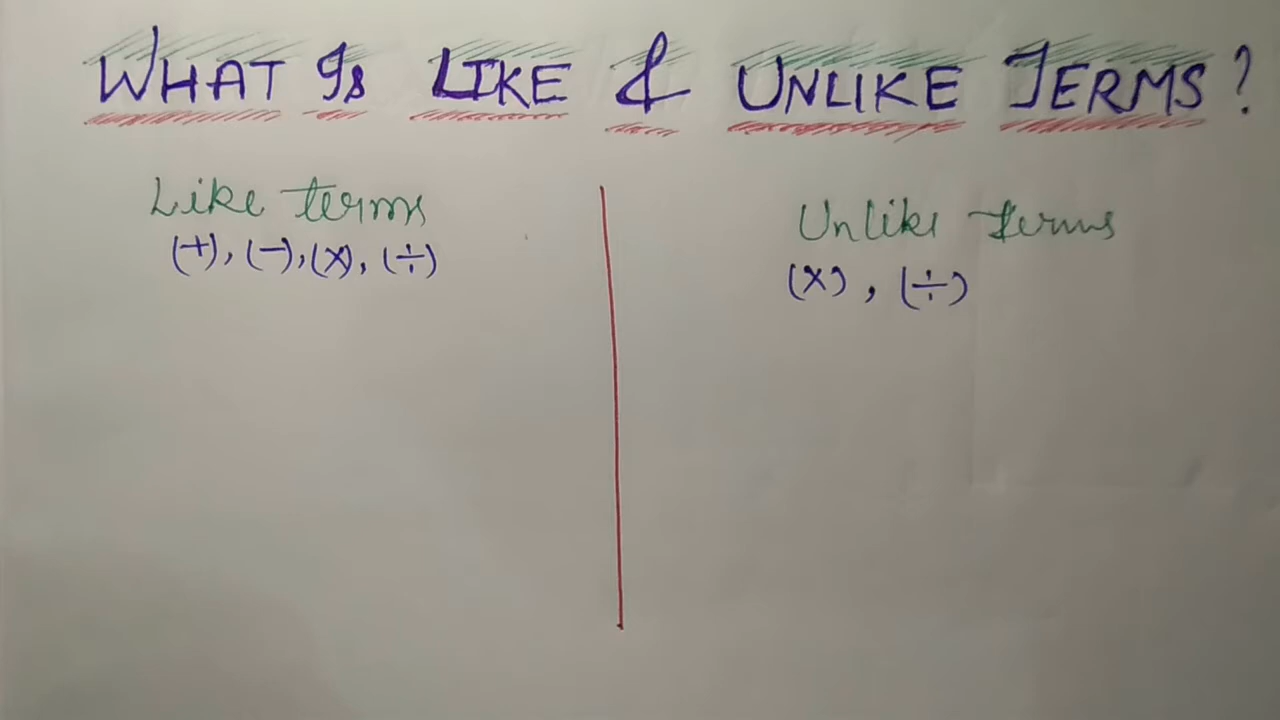 WHAT Is LIKE & UNLIKE TERMS?
Like terms
(+), (−), (×), (÷)
Unlike terms
(×), (÷)